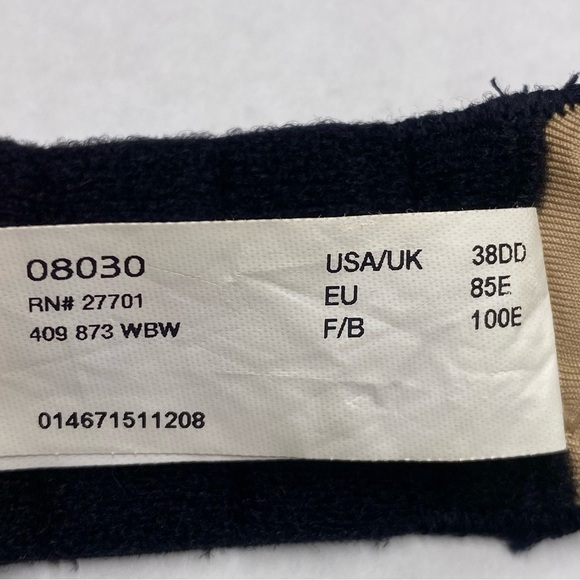 08030
RN# 27701
409 873 WBW
014671511208
USA/UK 38DD
EU 85E
F/B 100E